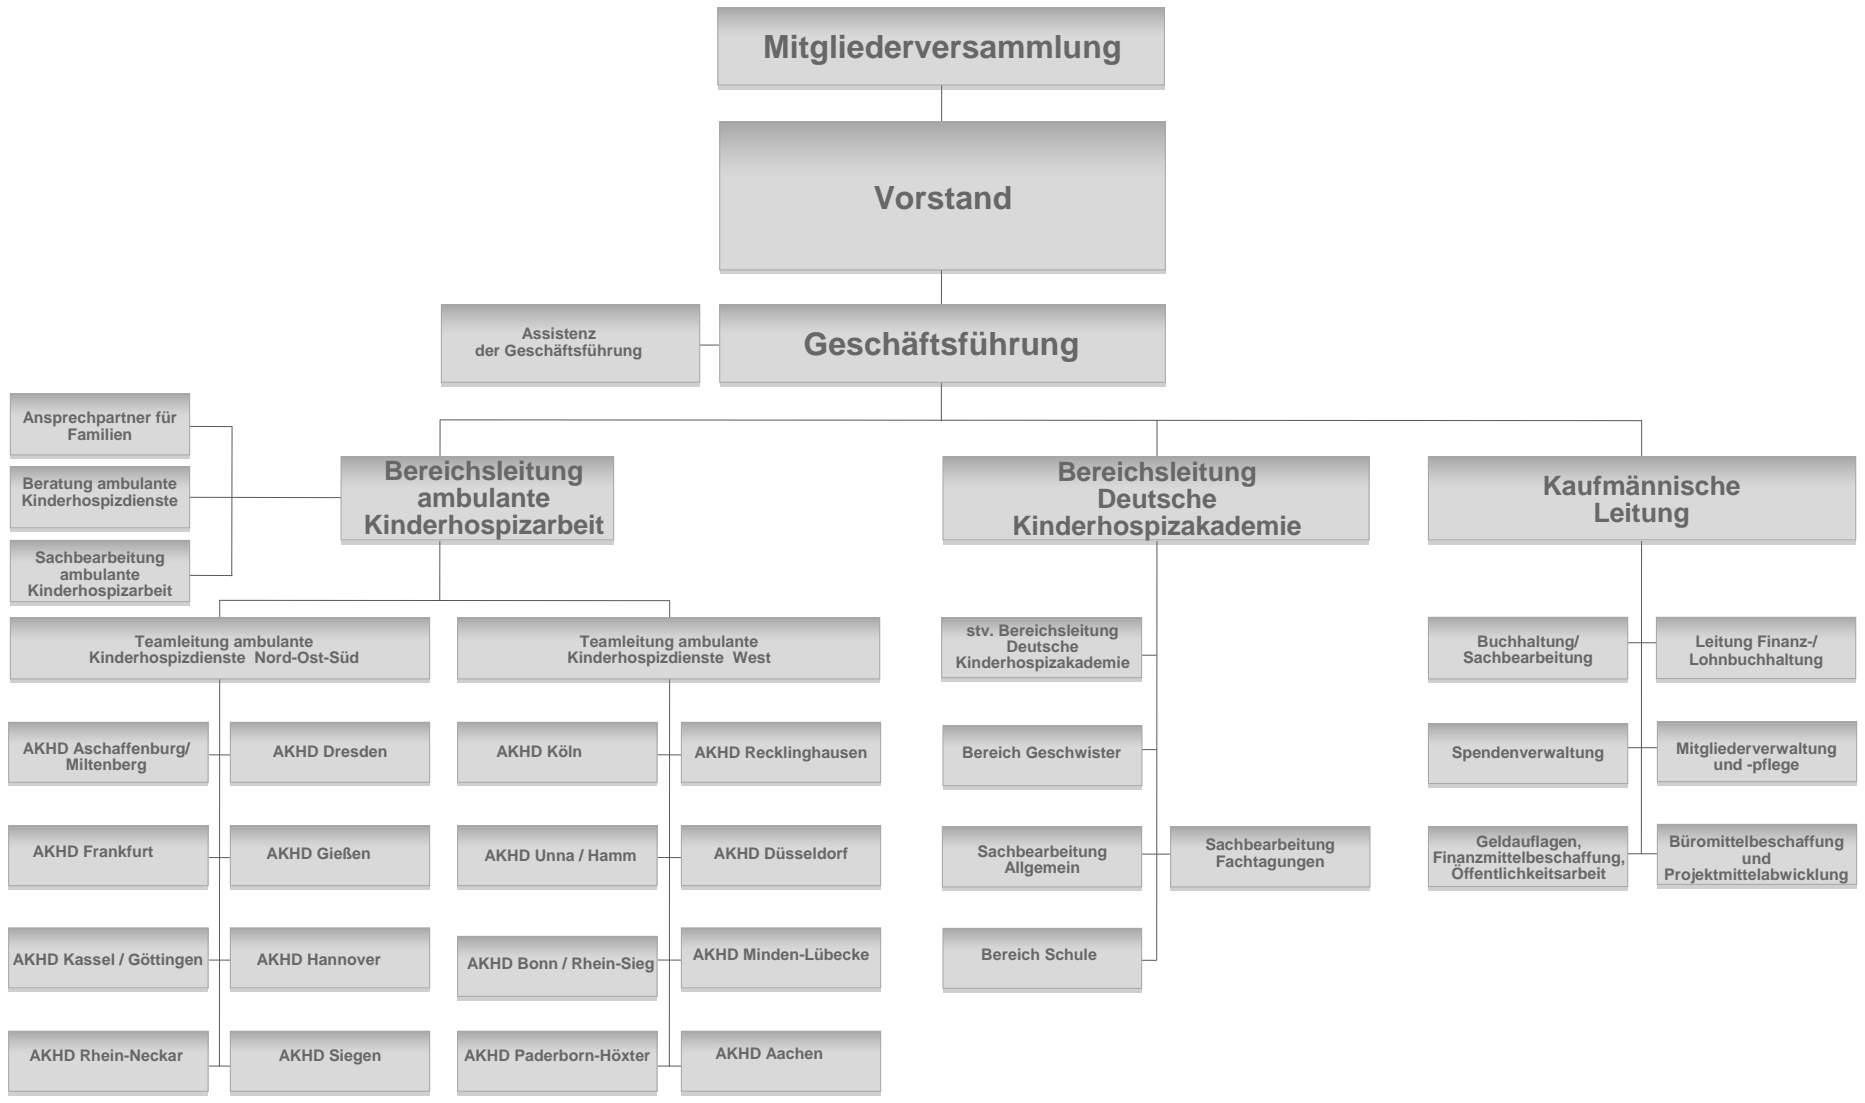 Mitgliederversammlung
Vorstand
Assistenz
der Geschäftsführung
Geschäftsführung
Ansprechpartner für
Familien
Beratung ambulante
Kinderhospizdienste
Sachbearbeitung
ambulante
Kinderhospizarbeit
Bereichsleitung
ambulante
Kinderhospizarbeit
Bereichsleitung
Deutsche
Kinderhospizakademie
Kaufmännische
Leitung
Teamleitung ambulante
Kinderhospizdienste Nord-Ost-Süd
Teamleitung ambulante
Kinderhospizdienste West
stv. Bereichsleitung
Deutsche
Kinderhospizakademie
Buchhaltung/
Sachbearbeitung
Leitung Finanz-/
Lohnbuchhaltung
AKHD Aschaffenburg/
Miltenberg
AKHD Dresden
AKHD Köln
AKHD Recklinghausen
Bereich Geschwister
Spendenverwaltung
Mitgliederverwaltung
und -pflege
AKHD Frankfurt
AKHD Gießen
AKHD Unna / Hamm
AKHD Düsseldorf
Sachbearbeitung
Allgemein
Sachbearbeitung
Fachtagungen
Geldauflagen,
Finanzmittelbeschaffung,
Öffentlichkeitsarbeit
Büromittelbeschaffung
und
Projektmittelabwicklung
AKHD Kassel / Göttingen
AKHD Hannover
AKHD Bonn / Rhein-Sieg
AKHD Minden-Lübecke
Bereich Schule
AKHD Rhein-Neckar
AKHD Siegen
AKHD Paderborn-Höxter
AKHD Aachen